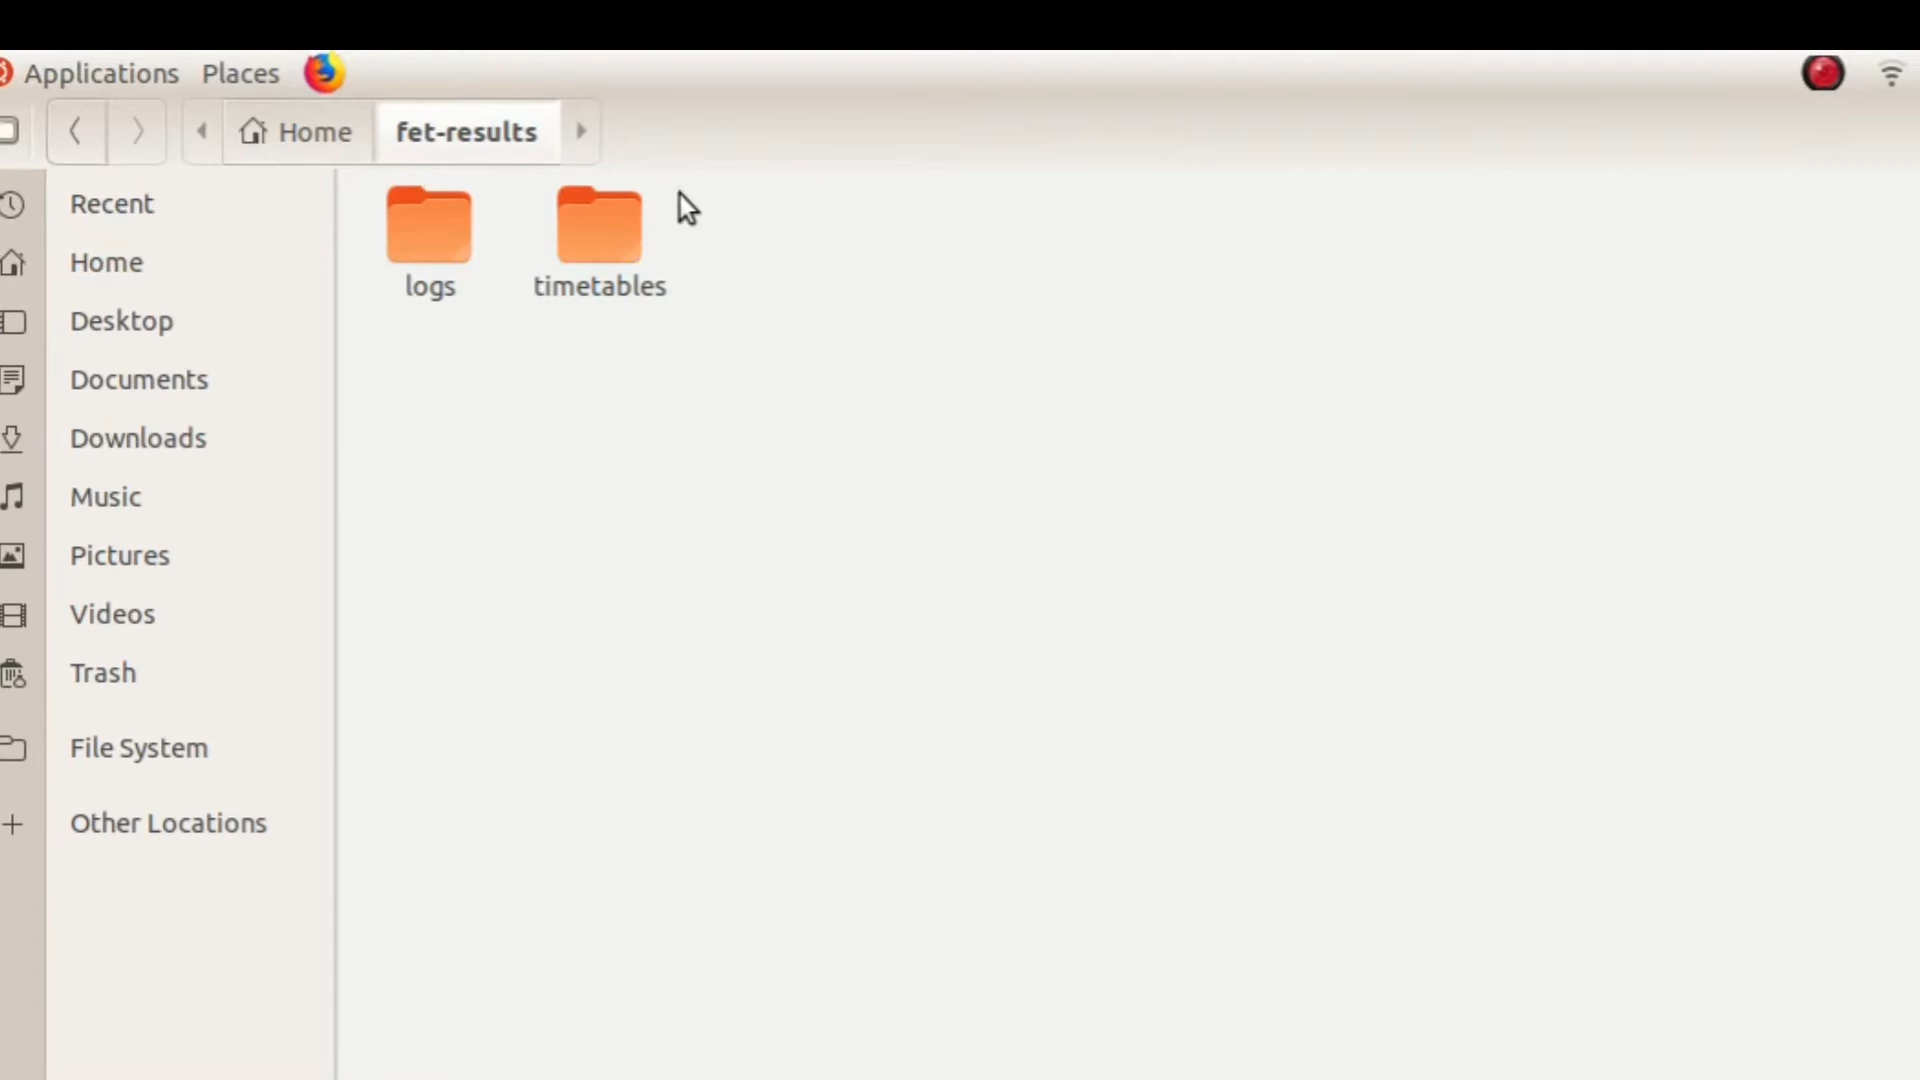 Applications Places
Home fet-results
Recent
Home
Desktop
Documents
Downloads
Music
Pictures
Videos
Trash
File System
Other Locations
logs timetables